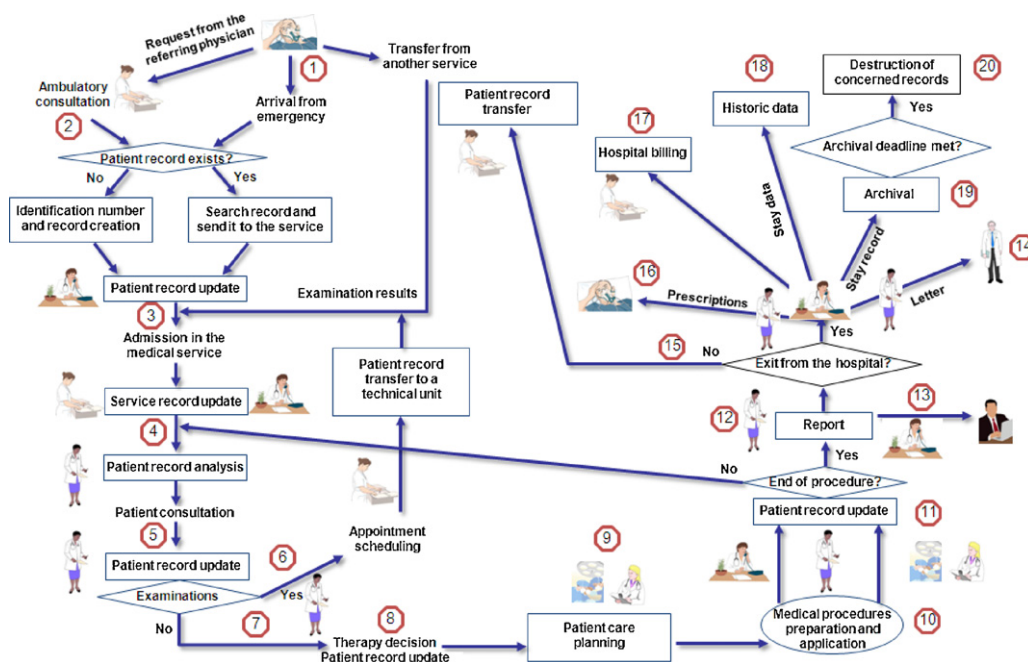 Request from the
referring physician
1
Transfer from
another service
Ambulatory
consultation
2
Arrival from
emergency
Patient record exists?
No
Yes
Identification number
and record creation
Search record and
send it to the service
Patient record update
3
Examination results
Admission in the
medical service
Service record update
4
Patient record
transfer to a
technical unit
Patient record analysis
Patient consultation
5
Patient record update
6
Appointment
scheduling
Examinations
Yes
No
7
8
Therapy decision
Patient record update
9
Patient care
planning
Medical procedures
preparation and
application
10
Patient record update
11
End of procedure?
No
Yes
12
Report
13
Exit from the hospital?
15
No
Yes
Patient record
transfer
16
Prescriptions
17
Hospital billing
18
Historic data
Stay data
Stay record
Letter
14
Archival
19
Archival deadline met?
Yes
Destruction of
concerned records
20